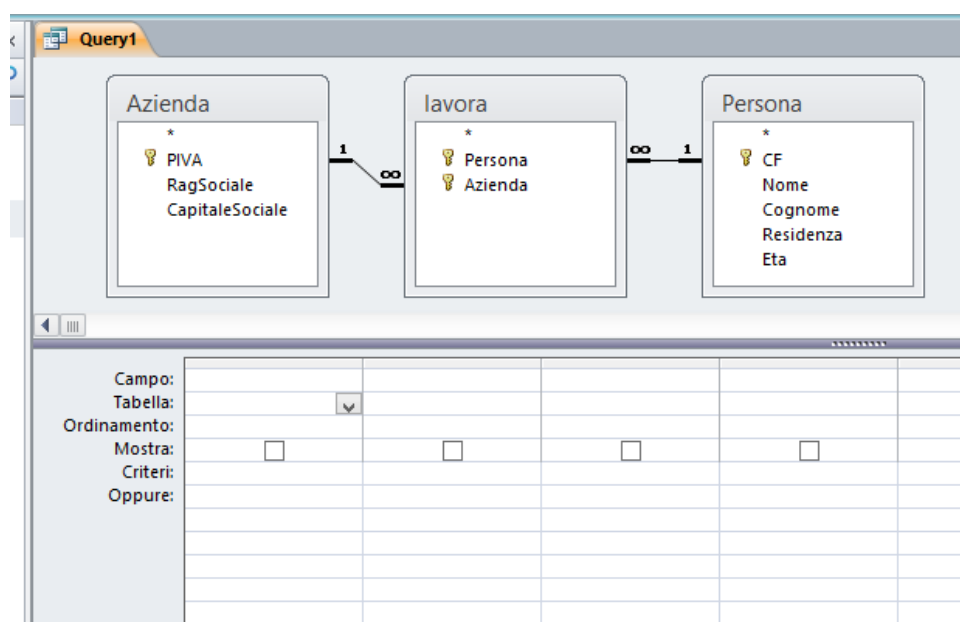 Query1
Azienda
*
PIVA
RagSociale
CapitaleSociale
1
∞
lavora
*
Persona
Azienda
∞
1
Persona
*
CF
Nome
Cognome
Residenza
Eta
Campo:
Tabella:
Ordinamento:
Mostra:
Criteri:
Oppure: